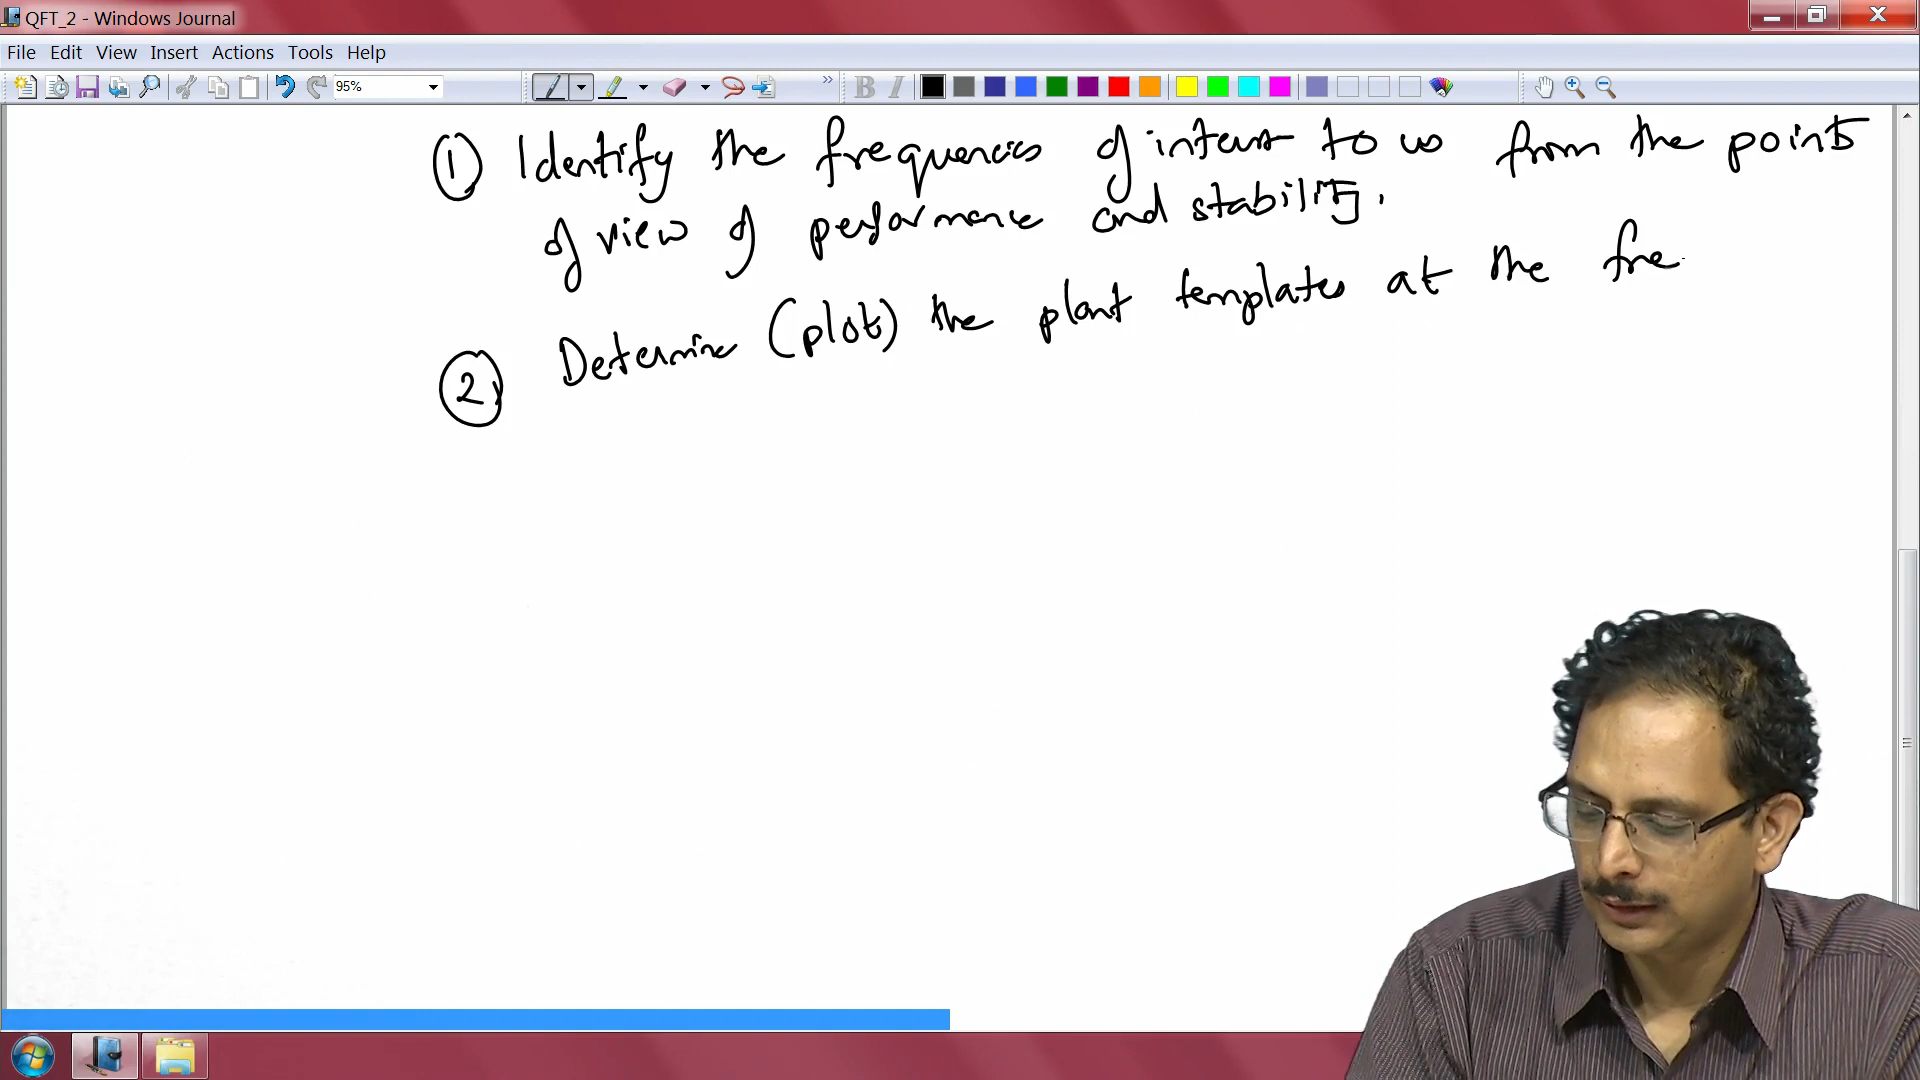 QFT_2 - Windows Journal
File Edit View Insert Actions Tools Help
95% » B I
① Identify the frequencies of interest to us from the points
of view of performance and stability.
② Determine (plot) the plant templates at the fre